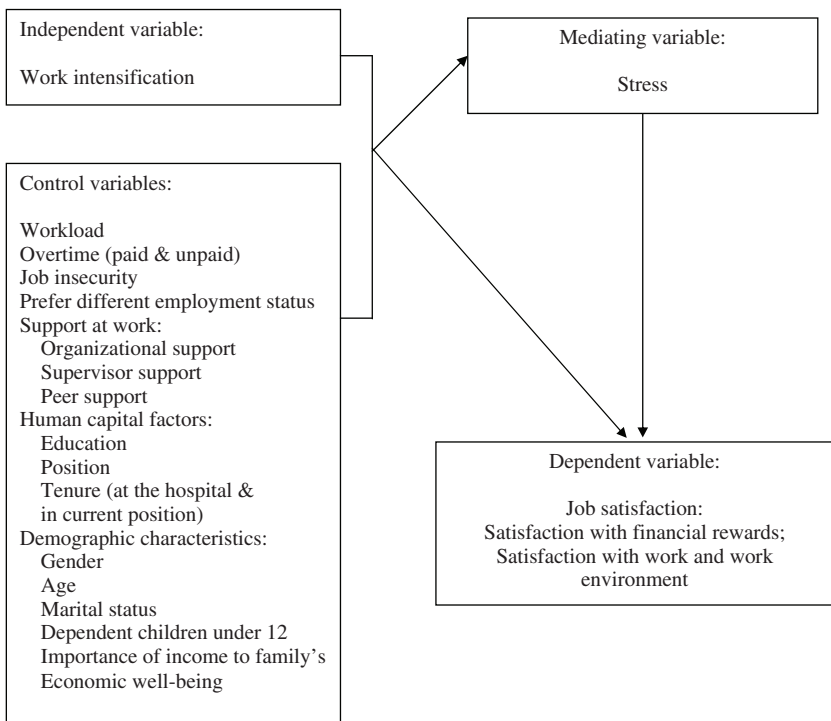 Independent variable:
Work intensification
Mediating variable:
Stress
Control variables:
Workload
Overtime (paid & unpaid)
Job insecurity
Prefer different employment status
Support at work:
Organizational support
Supervisor support
Peer support
Human capital factors:
Education
Position
Tenure (at the hospital &
in current position)
Demographic characteristics:
Gender
Age
Marital status
Dependent children under 12
Importance of income to family's
Economic well-being
Dependent variable:
Job satisfaction:
Satisfaction with financial rewards;
Satisfaction with work and work
environment